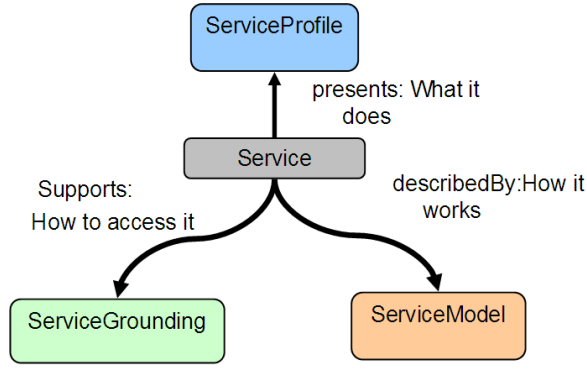 ServiceProfile
presents: What it
does
Service
Supports:
How to access it
describedBy:How it
works
ServiceGrounding
ServiceModel